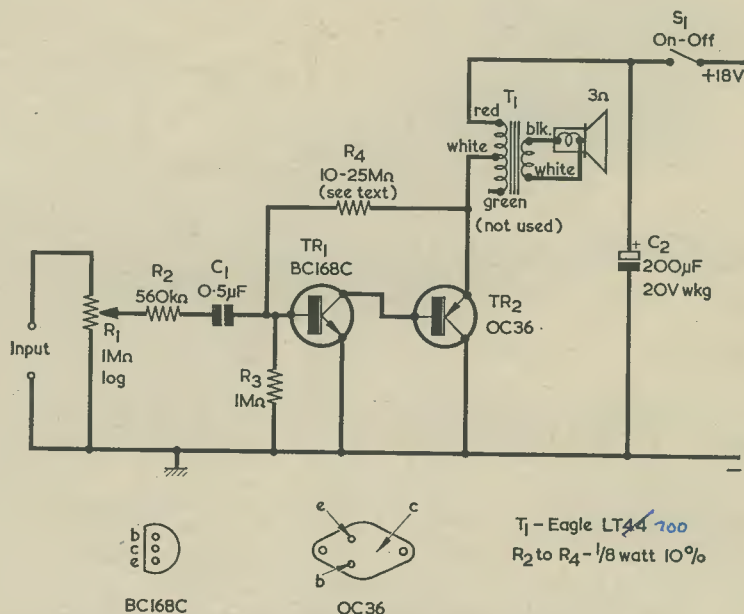 S1
On-Off
+18V
T1
3Ω
red
blk.
white
white
green
(not used)
R4
10-25MΩ
(see text)
TR1
BC168C
C1
0·5µF
R2
560kΩ
C2
+
200µF
20V wkg
TR2
OC36
Input
R1
1MΩ
log
R3
1MΩ
−
e
c
b
b
c
e
BC168C
OC36
T1 - Eagle LT44 700
R2 to R4 - 1/8 watt 10%